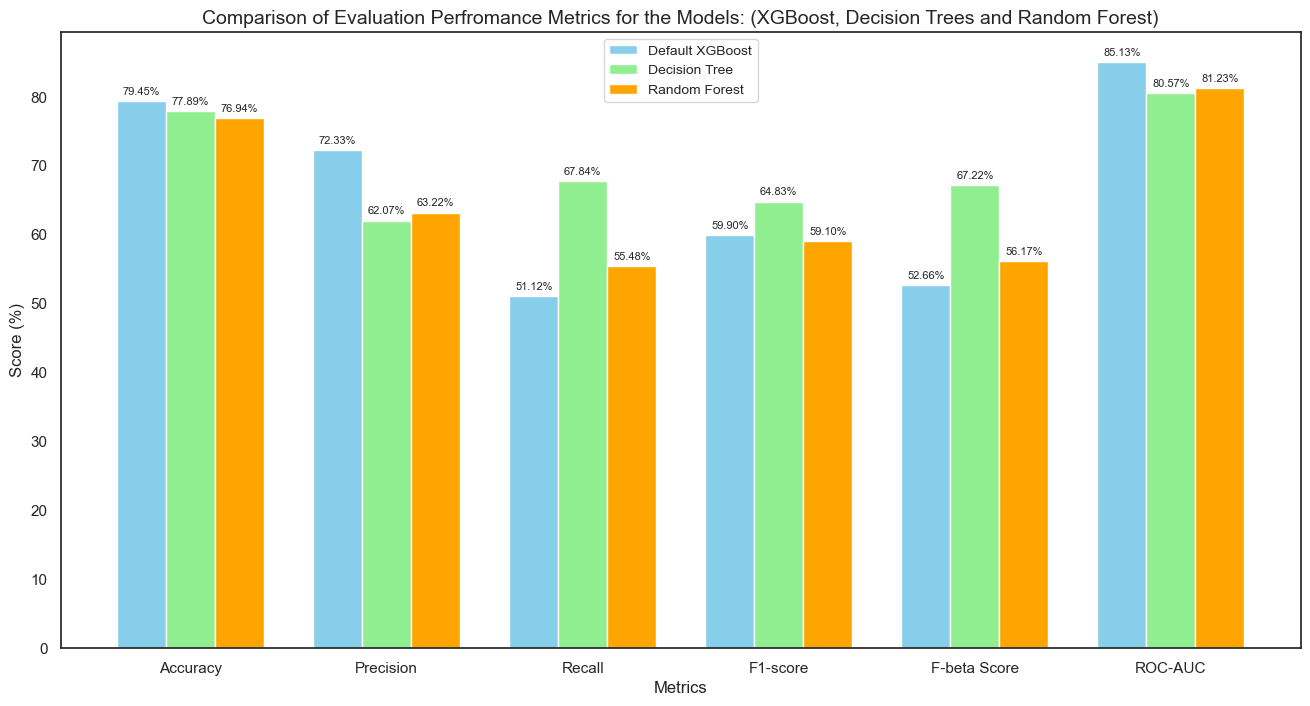 Comparison of Evaluation Perfromance Metrics for the Models: (XGBoost, Decision Trees and Random Forest)
Default XGBoost
Decision Tree
Random Forest
79.45%
77.89%
76.94%
72.33%
62.07%
63.22%
51.12%
67.84%
55.48%
59.90%
64.83%
59.10%
52.66%
67.22%
56.17%
85.13%
80.57%
81.23%
Score (%)
80
70
60
50
40
30
20
10
0
Accuracy
Precision
Recall
F1-score
F-beta Score
ROC-AUC
Metrics